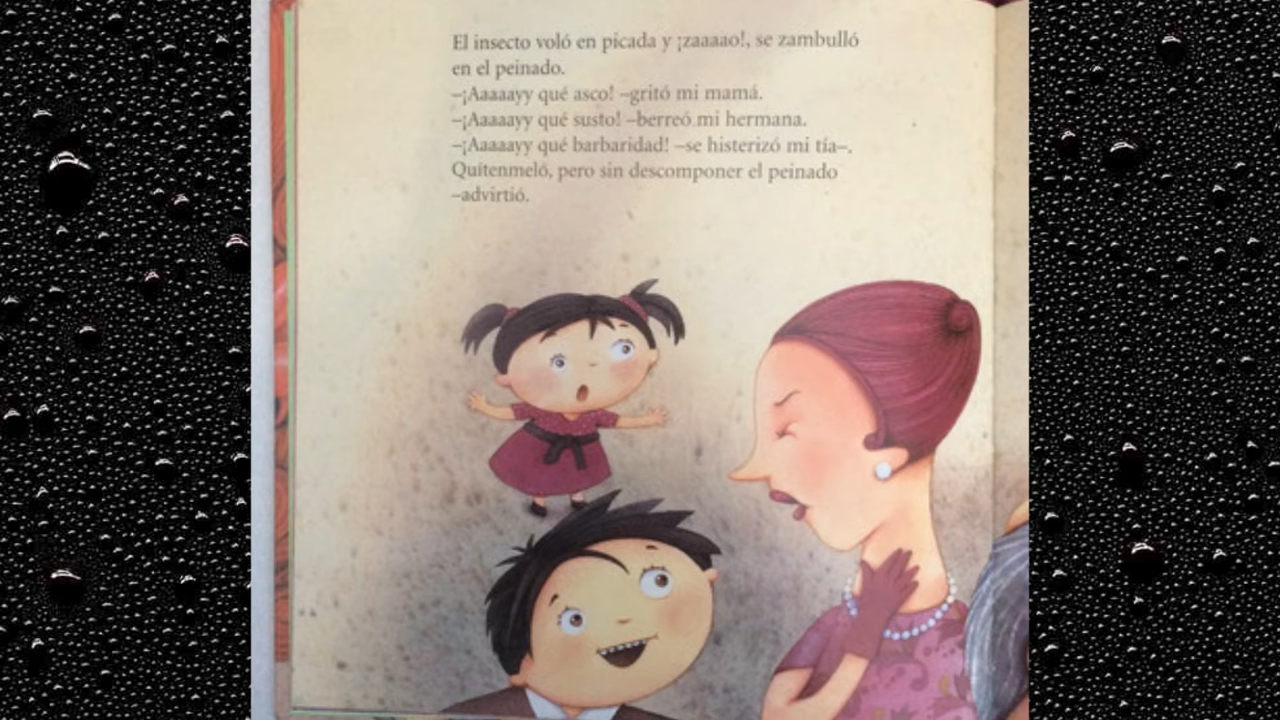 El insecto voló en picada y ¡zaaaao!, se zambulló
en el peinado.
–¡Aaaaayy qué asco! –gritó mi mamá.
–¡Aaaaayy qué susto! –berreó mi hermana.
–¡Aaaaayy qué barbaridad! –se histerizó mi tía–.
Quítenmeló, pero sin descomponer el peinado
–advirtió.